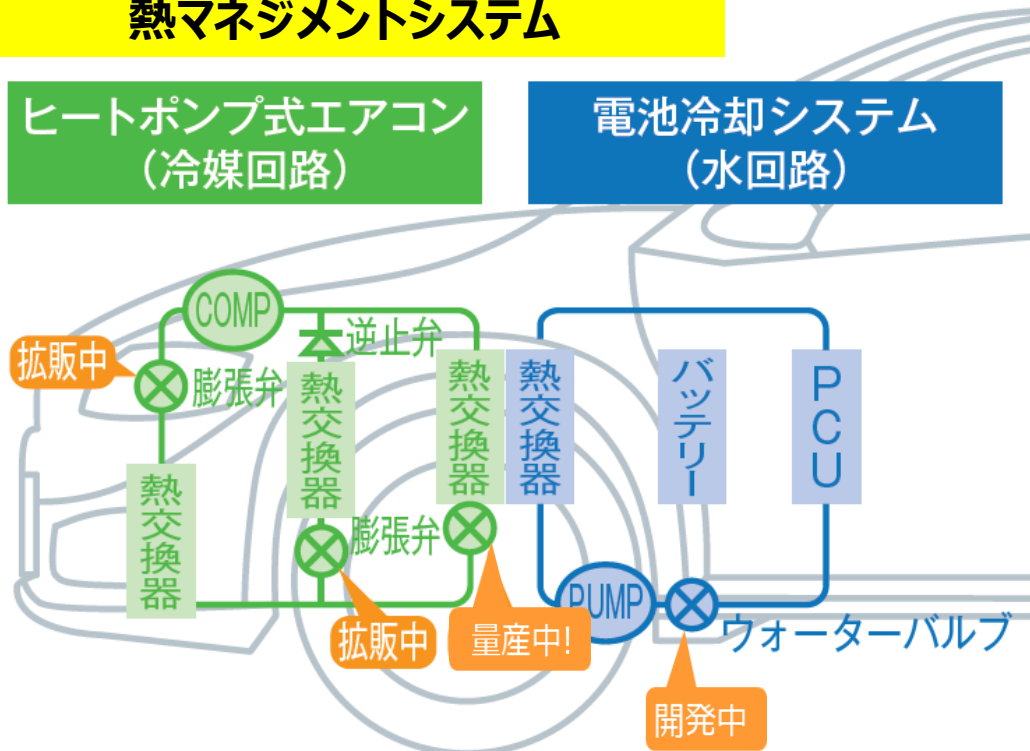 熱マネジメントシステム
ヒートポンプ式エアコン
（冷媒回路）
電池冷却システム
（水回路）
COMP
逆止弁
拡販中
膨張弁
熱交換器
熱交換器
熱交換器
熱交換器
バッテリー
PCU
膨張弁
拡販中
量産中!
PUMP
ウォーターバルブ
開発中